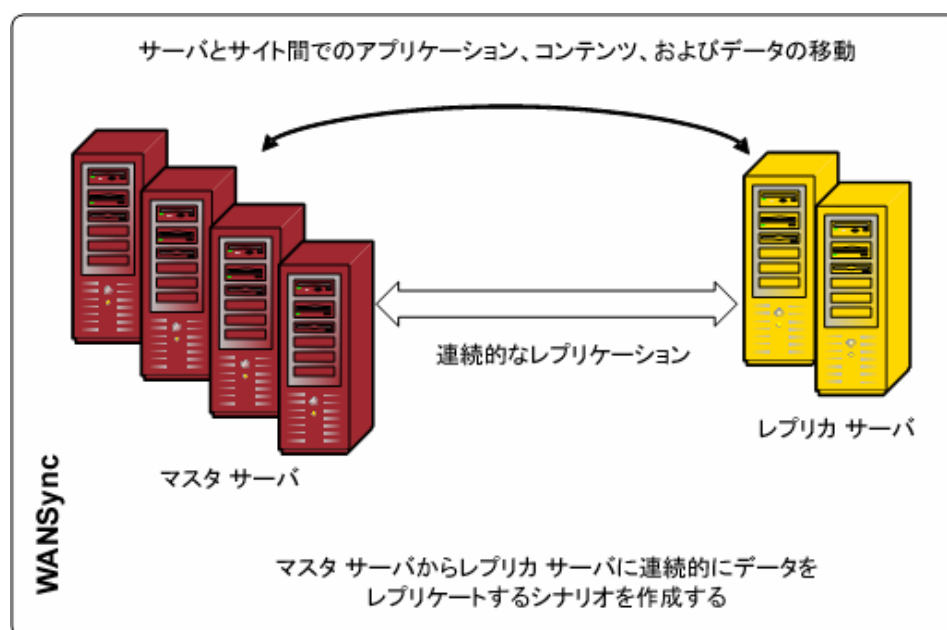 サーバとサイト間でのアプリケーション、コンテンツ、およびデータの移動
連続的なレプリケーション
レプリカ サーバ
マスタ サーバ
WANSync
マスタ サーバからレプリカ サーバに連続的にデータを
レプリケートするシナリオを作成する